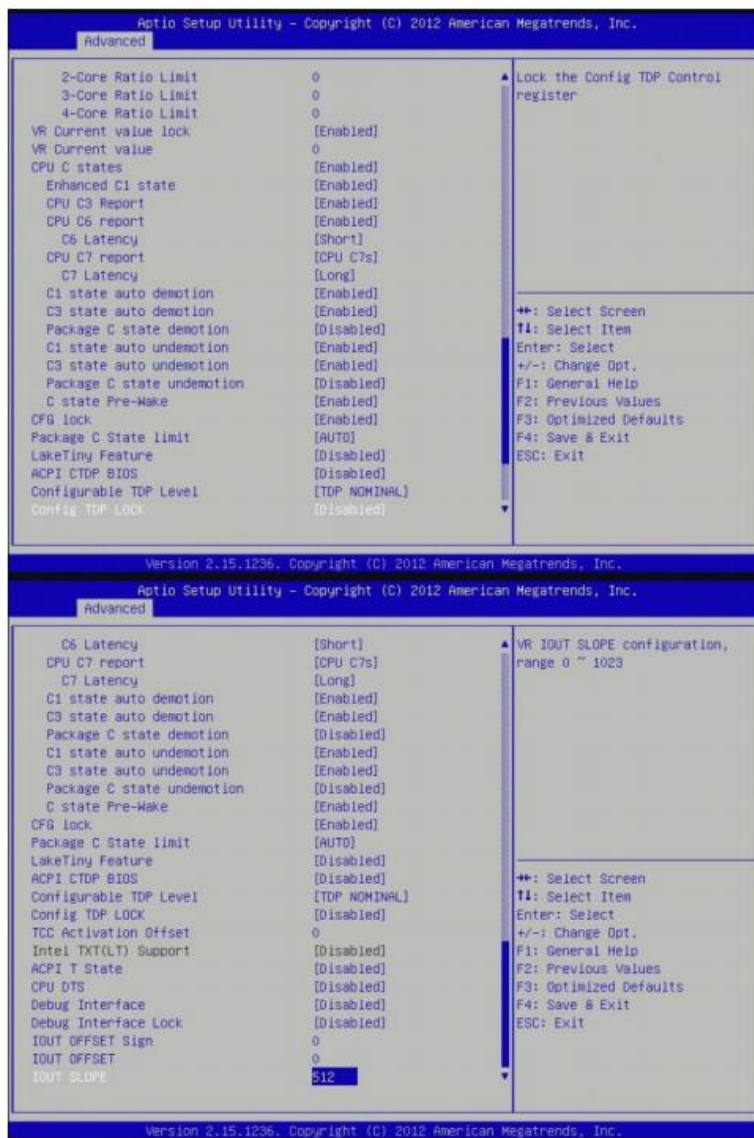 Aptio Setup Utility - Copyright (C) 2012 American Megatrends, Inc.
Advanced
2-Core Ratio Limit 0
3-Core Ratio Limit 0
4-Core Ratio Limit 0
VR Current value lock [Enabled]
VR Current value 0
CPU C states [Enabled]
Enhanced C1 state [Enabled]
CPU C3 Report [Enabled]
CPU C6 report [Enabled]
C6 Latency [Short]
CPU C7 report [CPU C7s]
C7 Latency [Long]
C1 state auto demotion [Enabled]
C3 state auto demotion [Enabled]
Package C state demotion [Disabled]
C1 state auto undemotion [Enabled]
C3 state auto undemotion [Enabled]
Package C state undemotion [Disabled]
C state Pre-Wake [Enabled]
CFG lock [Enabled]
Package C State limit [AUTO]
LakeTiny Feature [Disabled]
ACPI CTDP BIOS [Disabled]
Configurable TDP Level [TDP NOMINAL]
Config TDP LOCK [Disabled]
Lock the Config TDP Control
register
→←: Select Screen
↑↓: Select Item
Enter: Select
+/-: Change Opt.
F1: General Help
F2: Previous Values
F3: Optimized Defaults
F4: Save & Exit
ESC: Exit
Version 2.15.1236. Copyright (C) 2012 American Megatrends, Inc.
Aptio Setup Utility - Copyright (C) 2012 American Megatrends, Inc.
Advanced
C6 Latency [Short]
CPU C7 report [CPU C7s]
C7 Latency [Long]
C1 state auto demotion [Enabled]
C3 state auto demotion [Enabled]
Package C state demotion [Disabled]
C1 state auto undemotion [Enabled]
C3 state auto undemotion [Enabled]
Package C state undemotion [Disabled]
C state Pre-Wake [Enabled]
CFG lock [Enabled]
Package C State limit [AUTO]
LakeTiny Feature [Disabled]
ACPI CTDP BIOS [Disabled]
Configurable TDP Level [TDP NOMINAL]
Config TDP LOCK [Disabled]
TCC Activation Offset 0
Intel TXT(LT) Support [Disabled]
ACPI T State [Disabled]
CPU DTS [Disabled]
Debug Interface [Disabled]
Debug Interface Lock [Disabled]
IOUT OFFSET Sign 0
IOUT OFFSET 0
IOUT SLOPE 512
VR IOUT SLOPE configuration,
range 0 ~ 1023
→←: Select Screen
↑↓: Select Item
Enter: Select
+/-: Change Opt.
F1: General Help
F2: Previous Values
F3: Optimized Defaults
F4: Save & Exit
ESC: Exit
Version 2.15.1236. Copyright (C) 2012 American Megatrends, Inc.